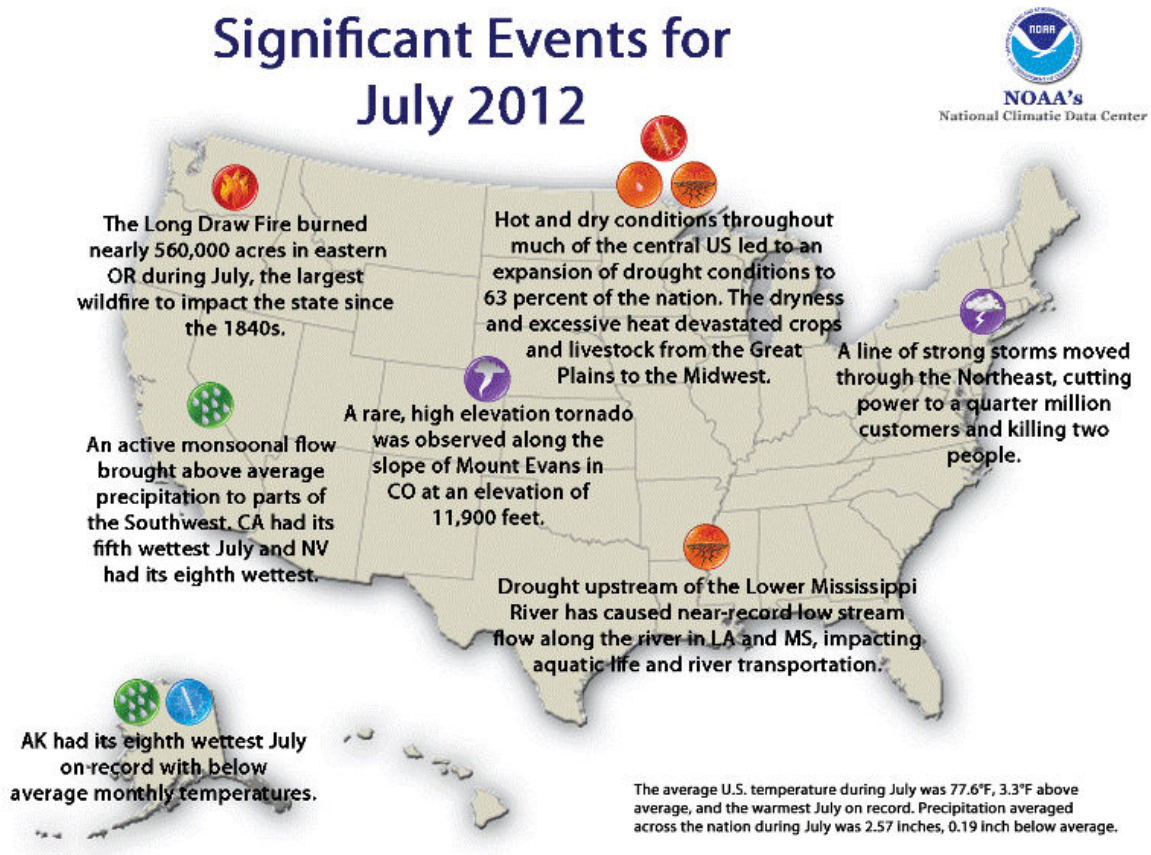 Significant Events for
July 2012
NOAA
NOAA's
National Climatic Data Center
The Long Draw Fire burned
nearly 560,000 acres in eastern
OR during July, the largest
wildfire to impact the state since
the 1840s.
Hot and dry conditions throughout
much of the central US led to an
expansion of drought conditions to
63 percent of the nation. The dryness
and excessive heat devastated crops
and livestock from the Great
Plains to the Midwest.
A line of strong storms moved
through the Northeast, cutting
power to a quarter million
customers and killing two
people.
A rare, high elevation tornado
was observed along the
slope of Mount Evans in
CO at an elevation of
11,900 feet.
An active monsoonal flow
brought above average
precipitation to parts of
the Southwest. CA had its
fifth wettest July and NV
had its eighth wettest.
Drought upstream of the Lower Mississippi
River has caused near-record low stream
flow along the river in LA and MS, impacting
aquatic life and river transportation.
AK had its eighth wettest July
on record with below
average monthly temperatures.
The average U.S. temperature during July was 77.6°F, 3.3°F above
average, and the warmest July on record. Precipitation averaged
across the nation during July was 2.57 inches, 0.19 inch below average.